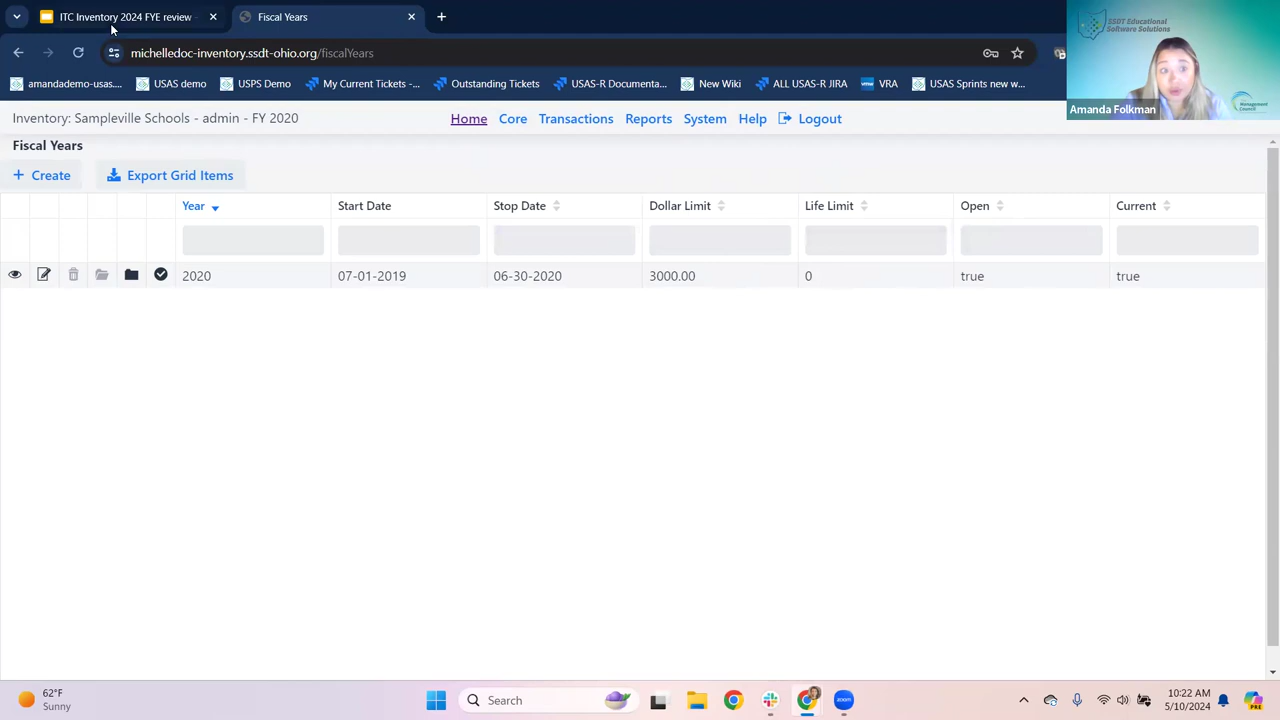 ITC Inventory 2024 FYE review -
Fiscal Years
michelledoc-inventory.ssdt-ohio.org/fiscalYears
amandademo-usas....
USAS demo
USPS Demo
My Current Tickets -...
Outstanding Tickets
USAS-R Documenta...
New Wiki
ALL USAS-R JIRA
VRA
USAS Sprints new w...
SSDT Educational
Software Solutions
Management
Council
Amanda Folkman
Inventory: Sampleville Schools - admin - FY 2020
Home Core Transactions Reports System Help Logout
Fiscal Years
+ Create Export Grid Items
Year Start Date Stop Date Dollar Limit Life Limit Open Current
2020 07-01-2019 06-30-2020 3000.00 0 true true
62°F
Sunny
Search
zoom
10:22 AM
5/10/2024
PRE